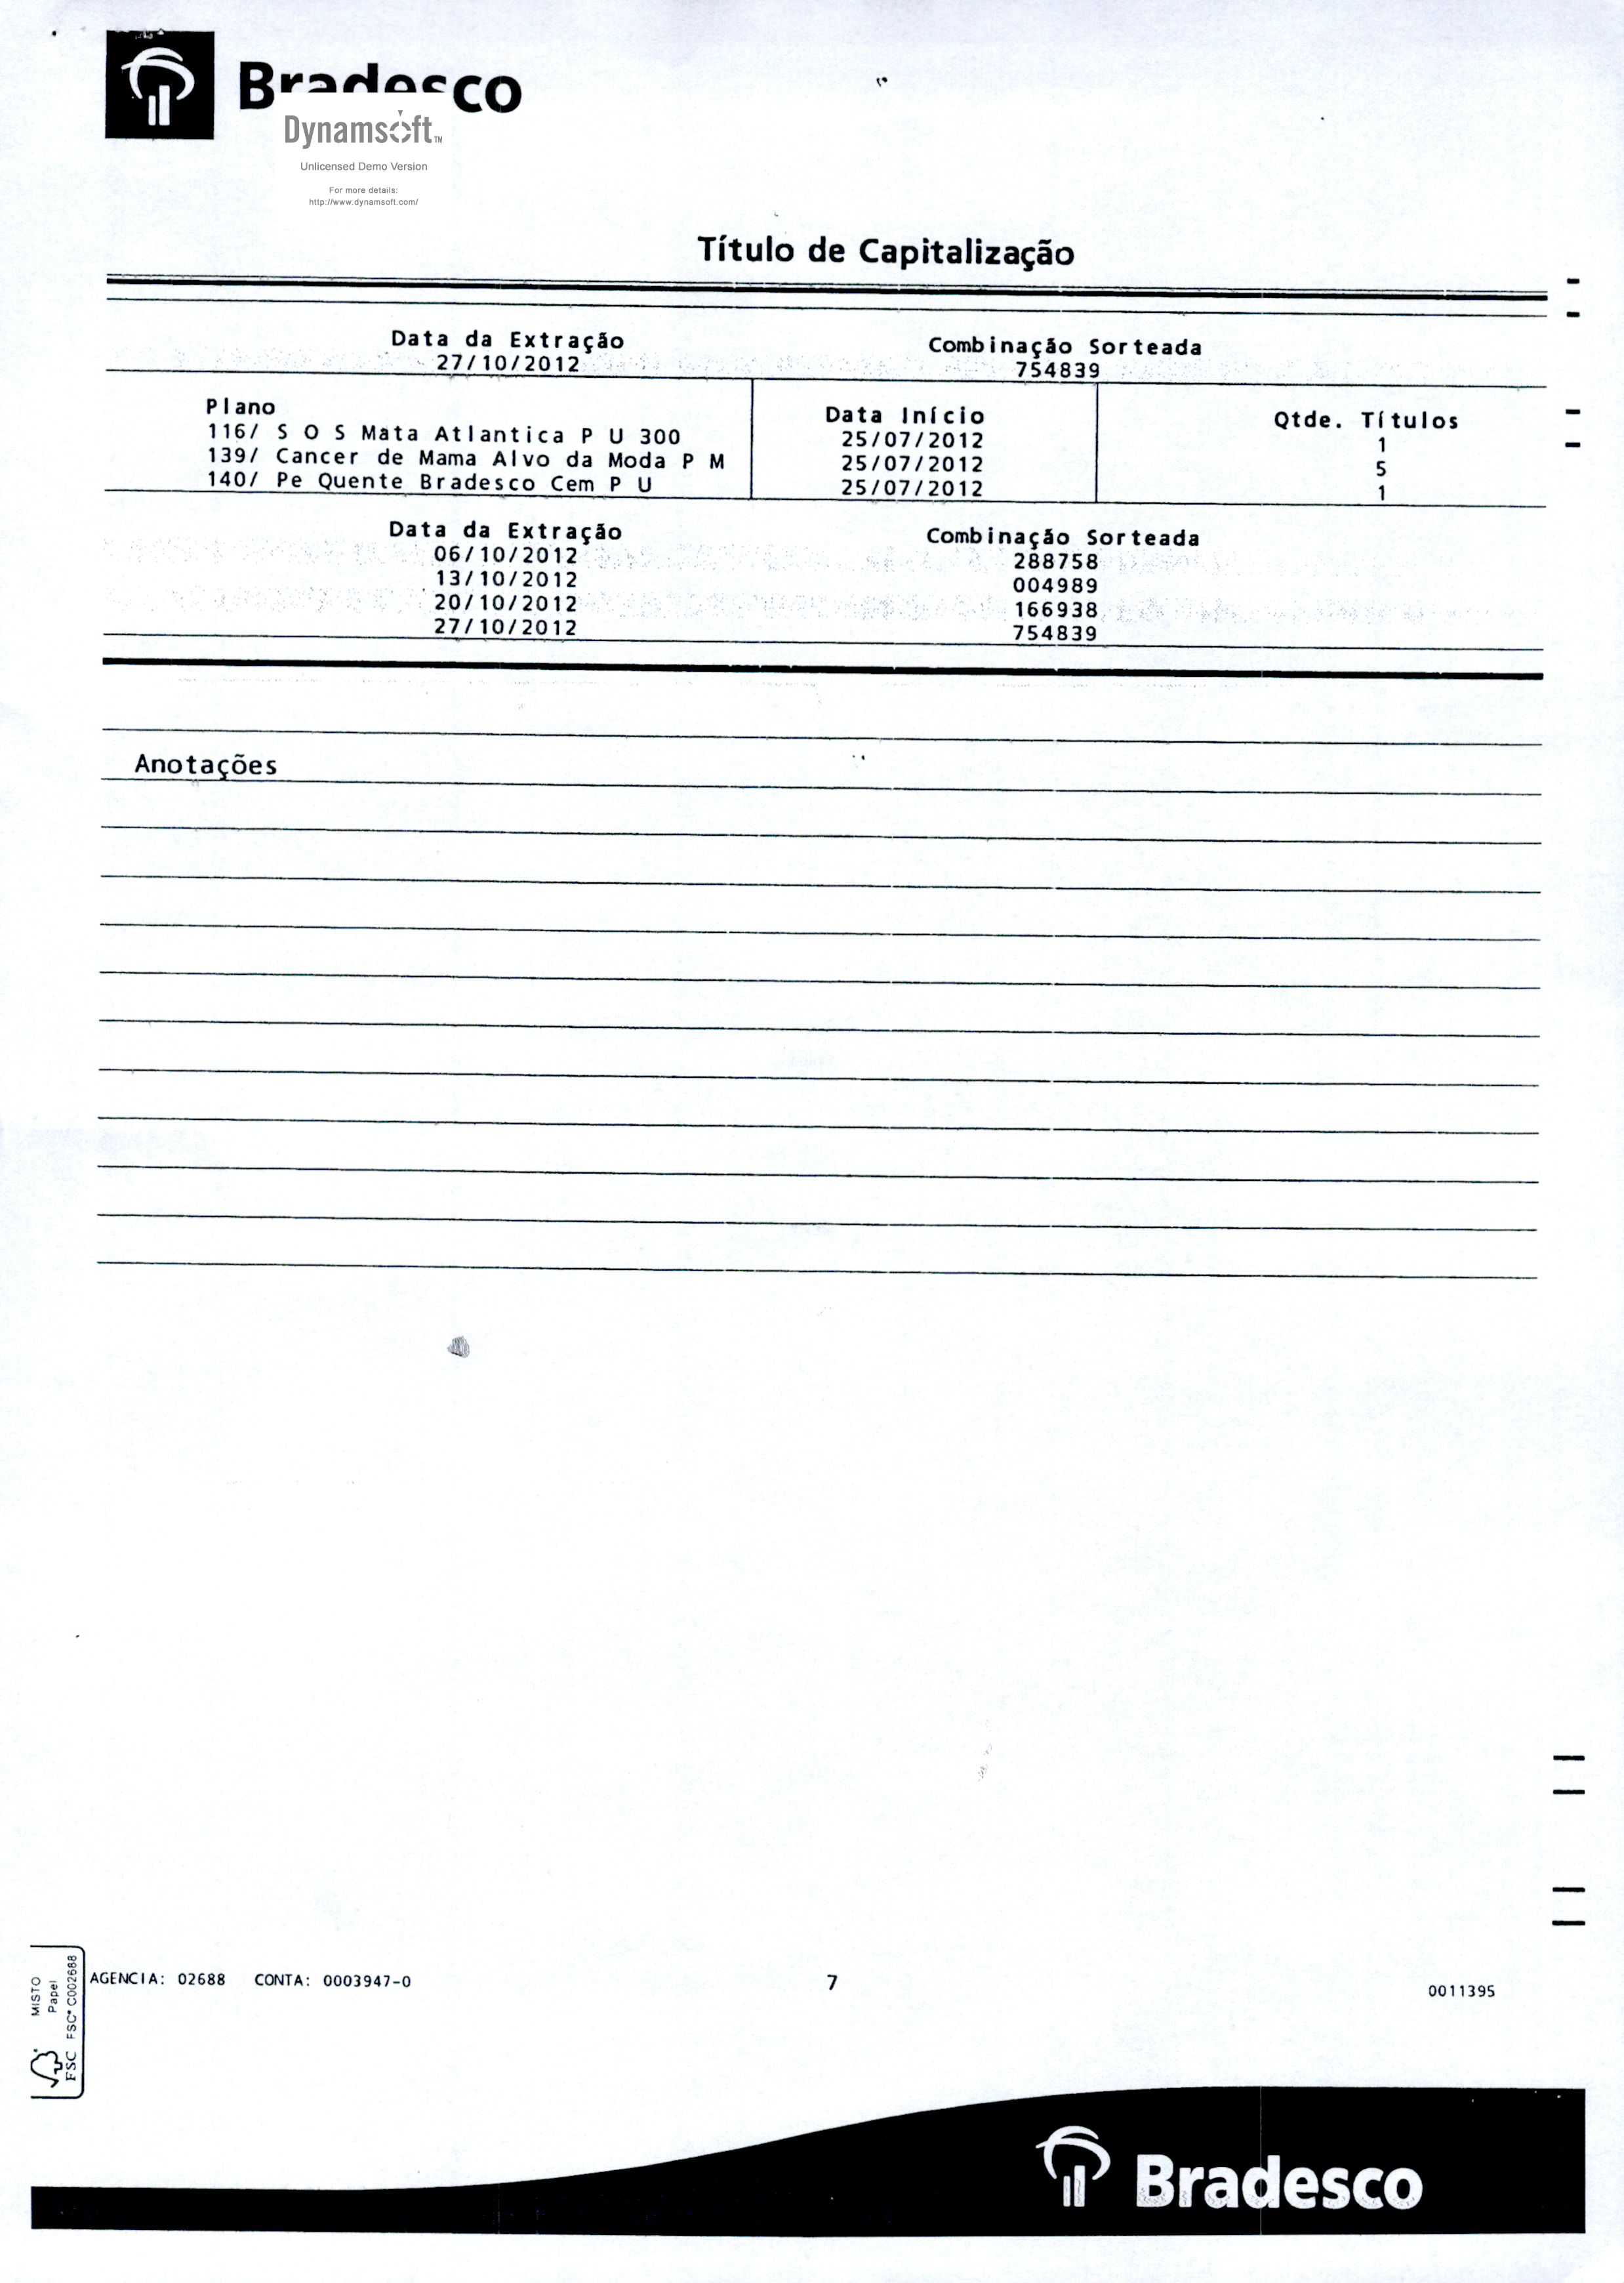 Bradesco
Dynamsoft™
Unlicensed Demo Version
For more details:
http://www.dynamsoft.com/
Título de Capitalização
Data da Extração Combinação Sorteada
27/10/2012 754839
Plano Data Início Qtde. Títulos
116/ S O S Mata Atlantica P U 300 25/07/2012 1
139/ Cancer de Mama Alvo da Moda P M 25/07/2012 5
140/ Pe Quente Bradesco Cem P U 25/07/2012 1
Data da Extração Combinação Sorteada
06/10/2012 288758
13/10/2012 004989
20/10/2012 166938
27/10/2012 754839
Anotações
AGENCIA: 02688 CONTA: 0003947-0 7 0011395
MISTO
Papel
FSC FSC® C002688
Bradesco